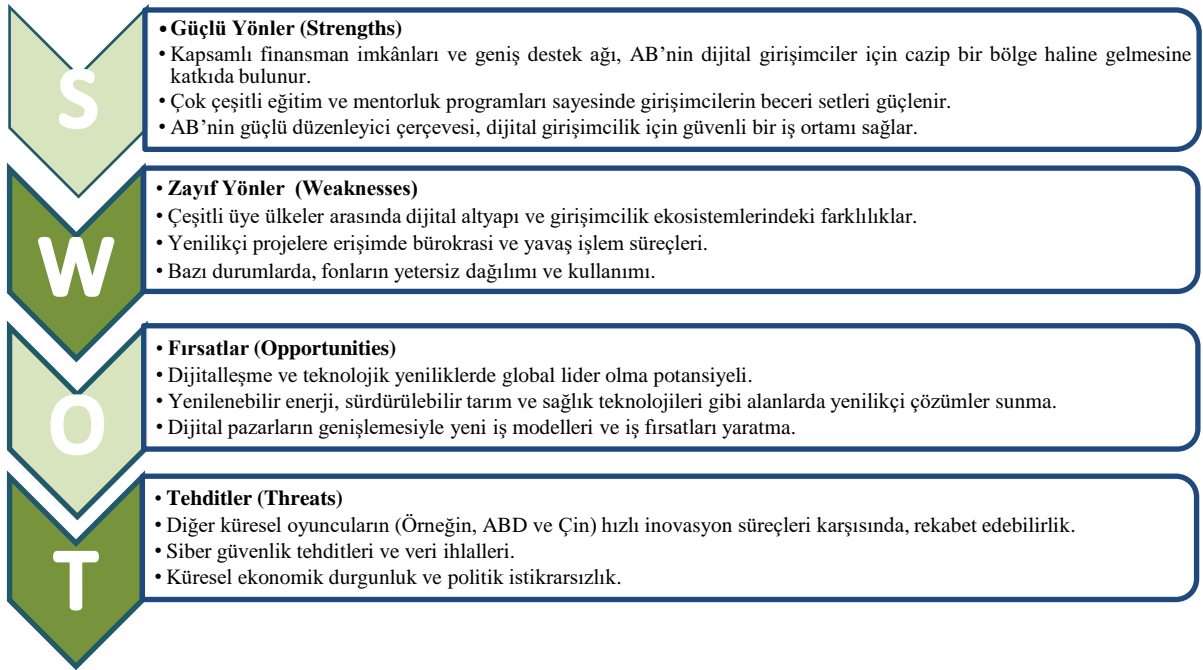 S
• Güçlü Yönler (Strengths)
• Kapsamlı finansman imkânları ve geniş destek ağı, AB’nin dijital girişimciler için cazip bir bölge haline gelmesine
katkıda bulunur.
• Çok çeşitli eğitim ve mentorluk programları sayesinde girişimcilerin beceri setleri güçlenir.
• AB’nin güçlü düzenleyici çerçevesi, dijital girişimcilik için güvenli bir iş ortamı sağlar.
W
• Zayıf Yönler (Weaknesses)
• Çeşitli üye ülkeler arasında dijital altyapı ve girişimcilik ekosistemlerindeki farklılıklar.
• Yenilikçi projelere erişimde bürokrasi ve yavaş işlem süreçleri.
• Bazı durumlarda, fonların yetersiz dağılımı ve kullanımı.
O
• Fırsatlar (Opportunities)
• Dijitalleşme ve teknolojik yeniliklerde global lider olma potansiyeli.
• Yenilenebilir enerji, sürdürülebilir tarım ve sağlık teknolojileri gibi alanlarda yenilikçi çözümler sunma.
• Dijital pazarların genişlemesiyle yeni iş modelleri ve iş fırsatları yaratma.
T
• Tehditler (Threats)
• Diğer küresel oyuncuların (Örneğin, ABD ve Çin) hızlı inovasyon süreçleri karşısında, rekabet edebilirlik.
• Siber güvenlik tehditleri ve veri ihlalleri.
• Küresel ekonomik durgunluk ve politik istikrarsızlık.